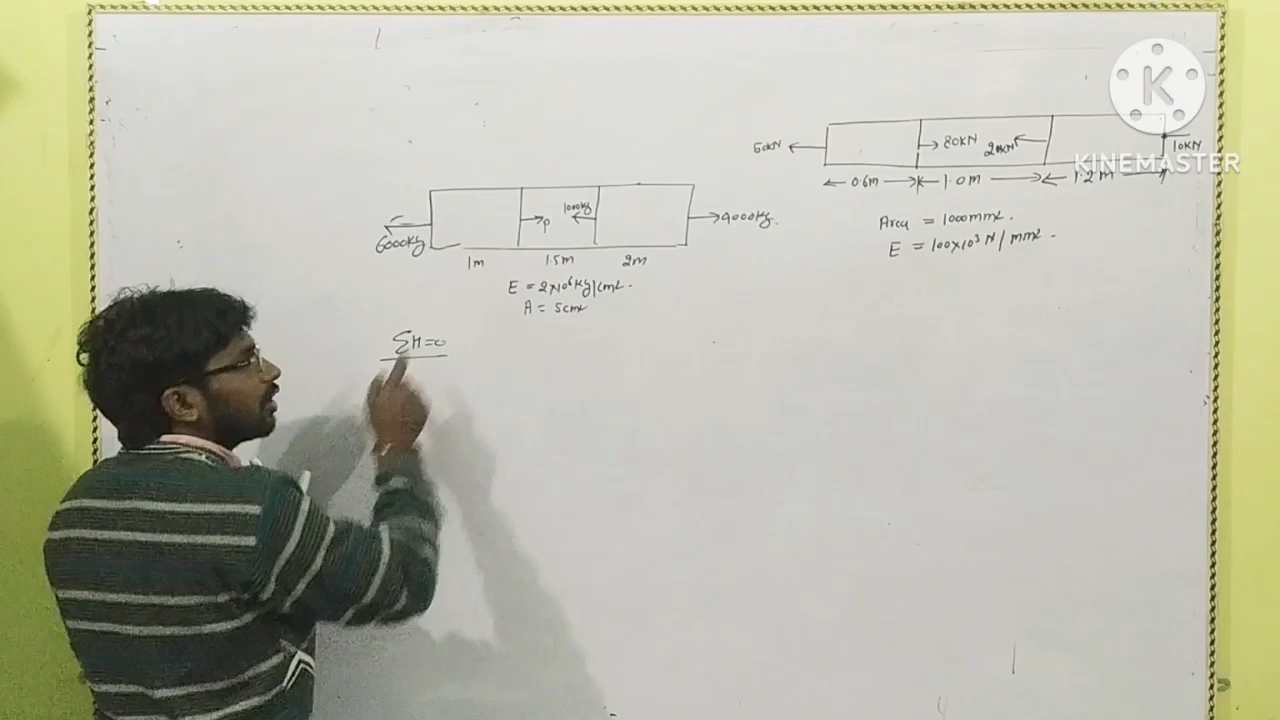 50KN
80KN
20KN
10KN
KINEMASTER
0.6m
1.0m
1.2m
Area = 1000mm².
E = 100×10³ N/mm².
6000Kg
P
1000Kg
4000Kg.
1m
1.5m
2m
E = 2×10⁶ Kg/cm².
A = 5cm²
ΣH=0